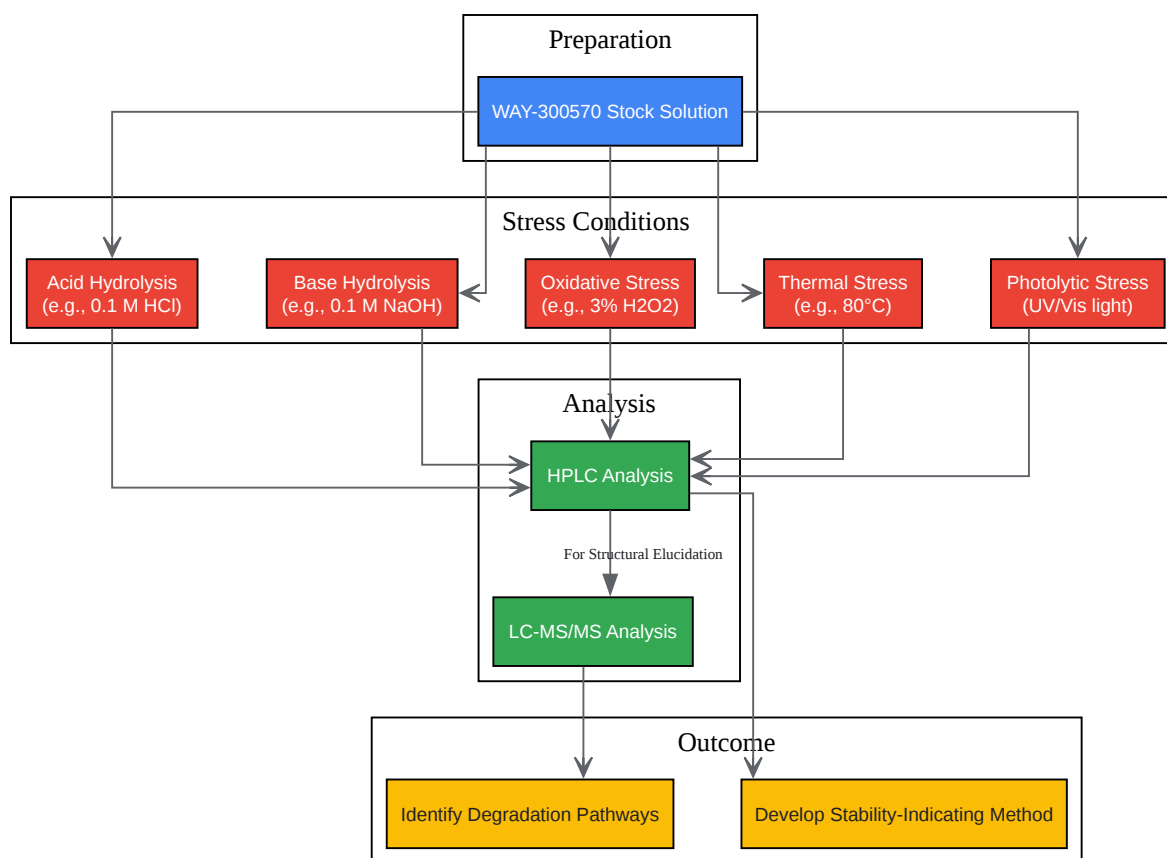 Preparation
WAY-300570 Stock Solution
Stress Conditions
Acid Hydrolysis
(e.g., 0.1 M HCl)
Base Hydrolysis
(e.g., 0.1 M NaOH)
Oxidative Stress
(e.g., 3% H2O2)
Thermal Stress
(e.g., 80°C)
Photolytic Stress
(UV/Vis light)
Analysis
HPLC Analysis
For Structural Elucidation
LC-MS/MS Analysis
Outcome
Identify Degradation Pathways
Develop Stability-Indicating Method